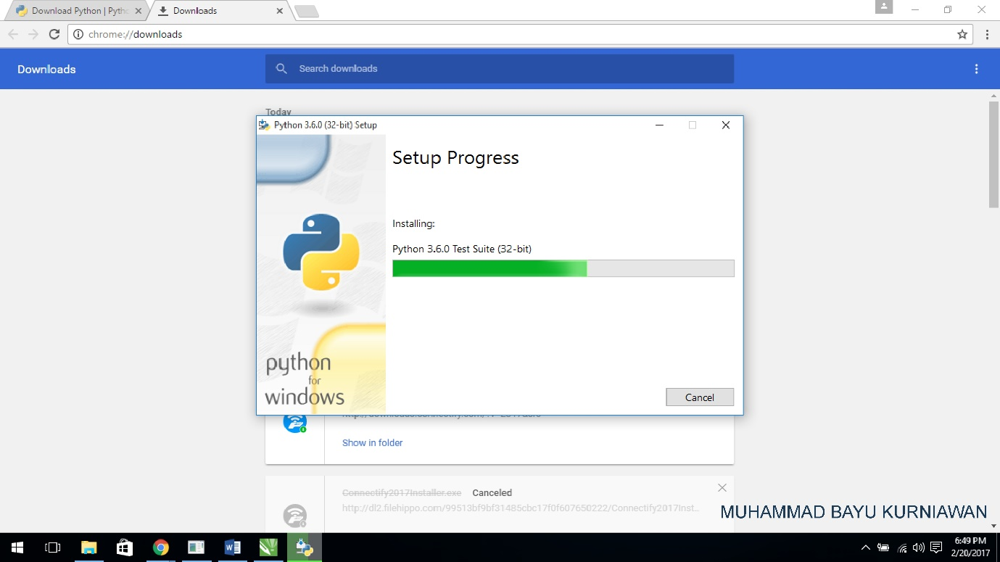 Download Python | Pytho
Downloads
chrome://downloads
Downloads
Search downloads
Today
Python 3.6.0 (32-bit) Setup
Setup Progress
Installing:
Python 3.6.0 Test Suite (32-bit)
python
for
windows
Cancel
Show in folder
Connectify2017Installer.exe Canceled
http://dl2.filehippo.com/99513bf9bf31485cbc17f0f607650222/Connectify2017Inst...
MUHAMMAD BAYU KURNIAWAN
6:49 PM
2/20/2017